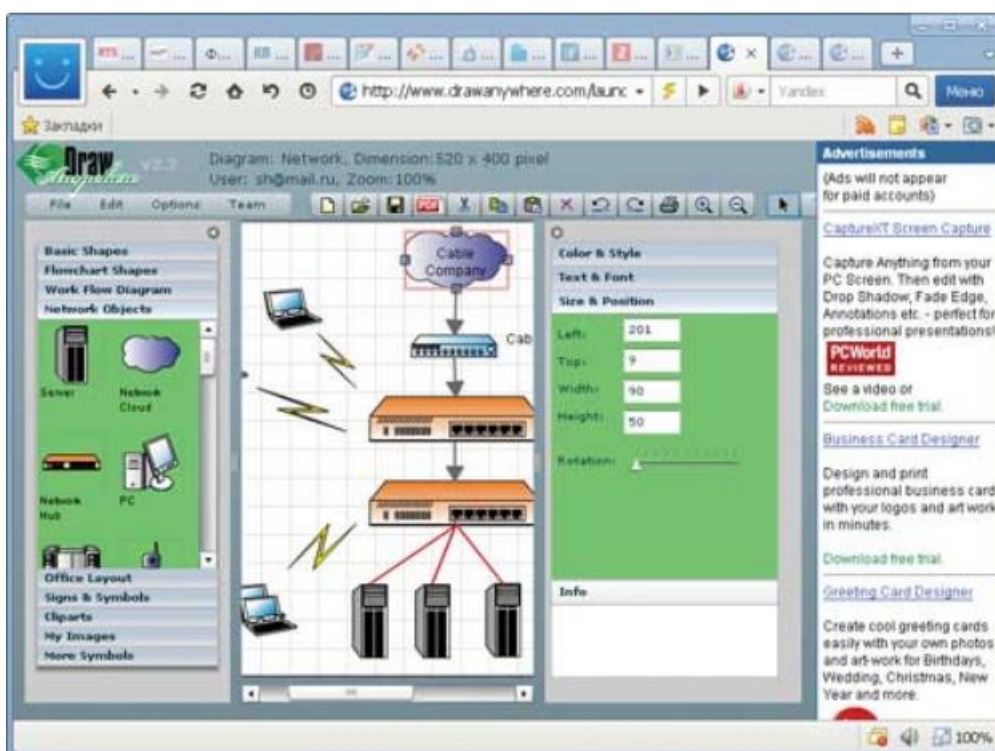 http://www.drawanywhere.com/launc
Yandex
Меню
Закладки
Draw
Anywhere
v2.2
Diagram: Network, Dimension:520 x 400 pixel
User: sh@mail.ru, Zoom:100%
File Edit Options Team
PDF
Basic Shapes
Flowchart Shapes
Work Flow Diagram
Network Objects
Server
Network
Cloud
Network
Hub
PC
Office Layout
Signs & Symbols
Cliparts
My Images
More Symbols
Cable
Company
Cab
Color & Style
Text & Font
Size & Position
Left: 201
Top: 9
Width: 90
Height: 50
Rotation:
Info
Advertisements
(Ads will not appear
for paid accounts)
CaptureXT Screen Capture
Capture Anything from your
PC Screen. Then edit with
Drop Shadow, Fade Edge,
Annotations etc. - perfect for
professional presentations!
PCWorld
REVIEWED
See a video or
Download free trial.
Business Card Designer
Design and print
professional business card
with your logos and art work
in minutes.
Download free trial.
Greeting Card Designer
Create cool greeting cards
easily with your own photos
and art-work for Birthdays,
Wedding, Christmas, New
Year and more.
100%